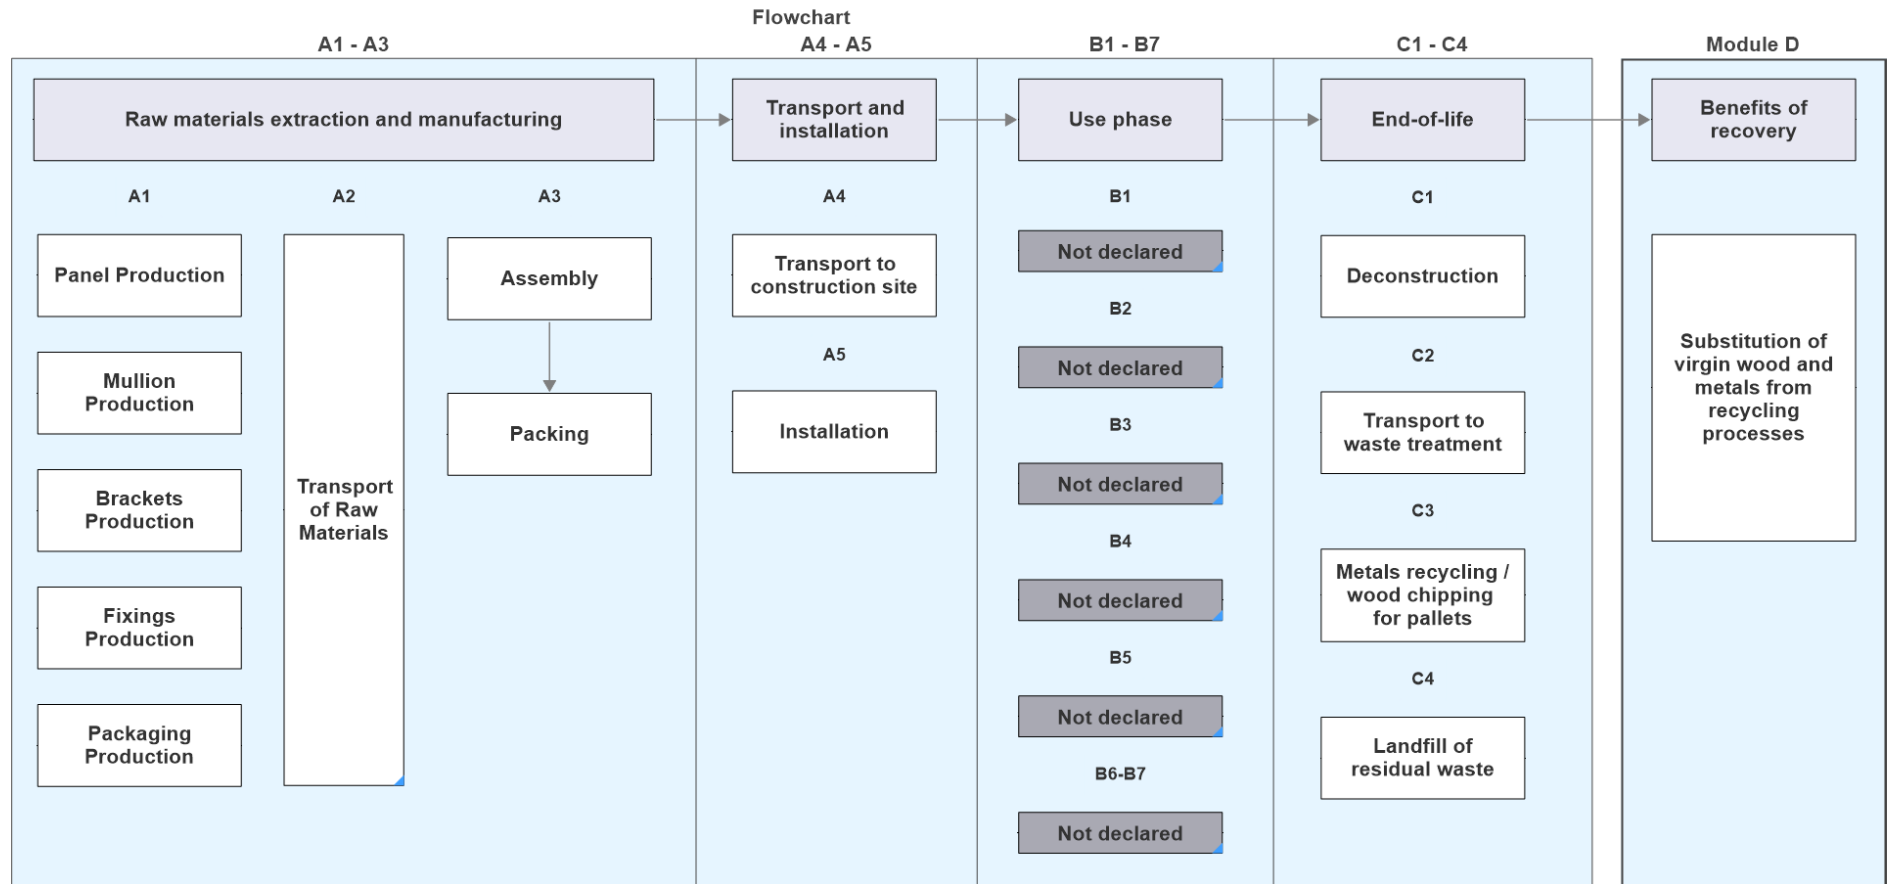 Flowchart
A1 - A3
A4 - A5
B1 - B7
C1 - C4
Module D
Raw materials extraction and manufacturing
Transport and
installation
Use phase
End-of-life
Benefits of
recovery
A1
Panel Production
Mullion
Production
Brackets
Production
Fixings
Production
Packaging
Production
A2
Transport
of Raw
Materials
A3
Assembly
Packing
A4
Transport to
construction site
A5
Installation
B1
Not declared
B2
Not declared
B3
Not declared
B4
Not declared
B5
Not declared
B6-B7
Not declared
C1
Deconstruction
C2
Transport to
waste treatment
C3
Metals recycling /
wood chipping
for pallets
C4
Landfill of
residual waste
Substitution of
virgin wood and
metals from
recycling
processes